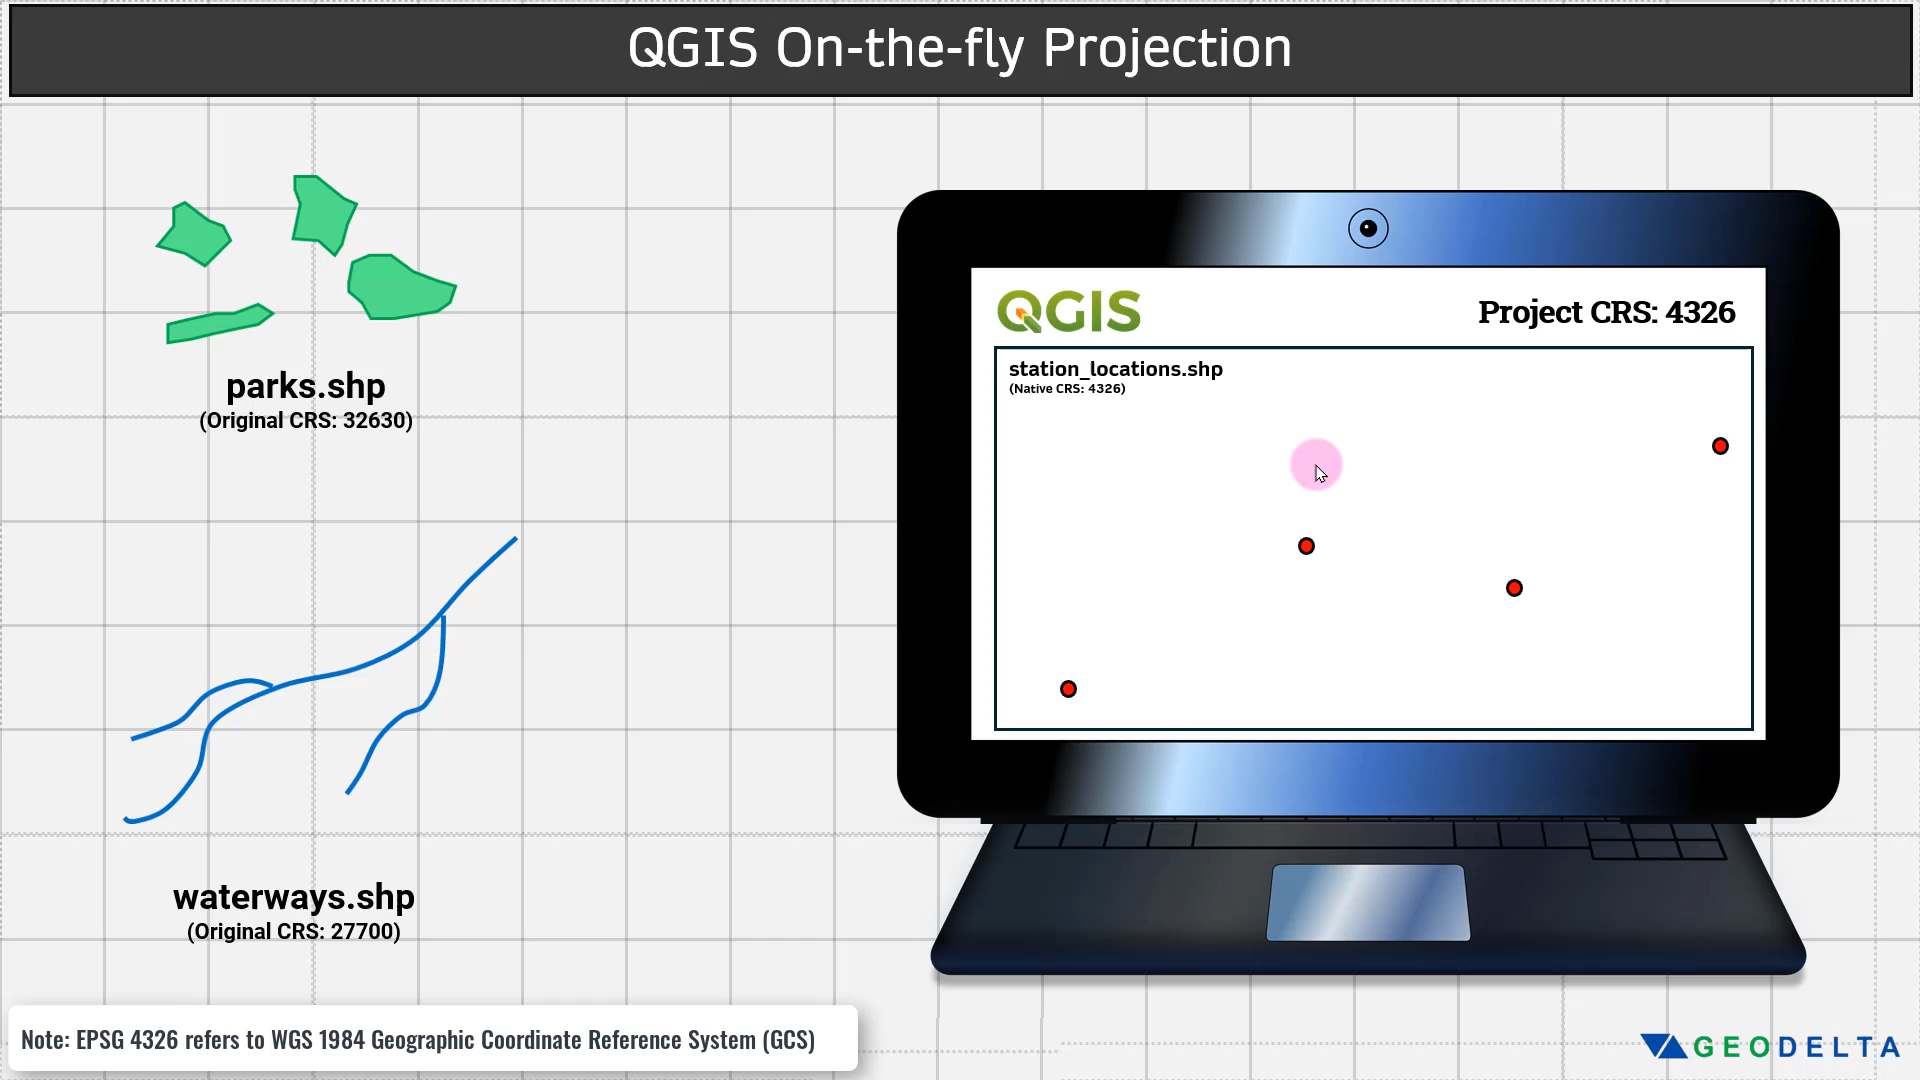 QGIS On-the-fly Projection
parks.shp
(Original CRS: 32630)
waterways.shp
(Original CRS: 27700)
QGIS
Project CRS: 4326
station_locations.shp
(Native CRS: 4326)
Note: EPSG 4326 refers to WGS 1984 Geographic Coordinate Reference System (GCS)
GEODELTA